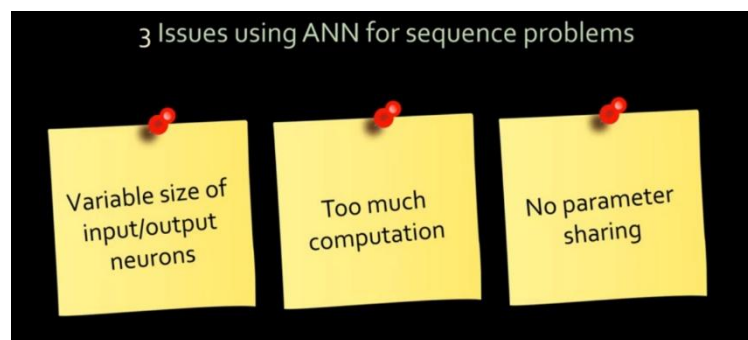 3 Issues using ANN for sequence problems
Variable size of
input/output
neurons
Too much
computation
No parameter
sharing